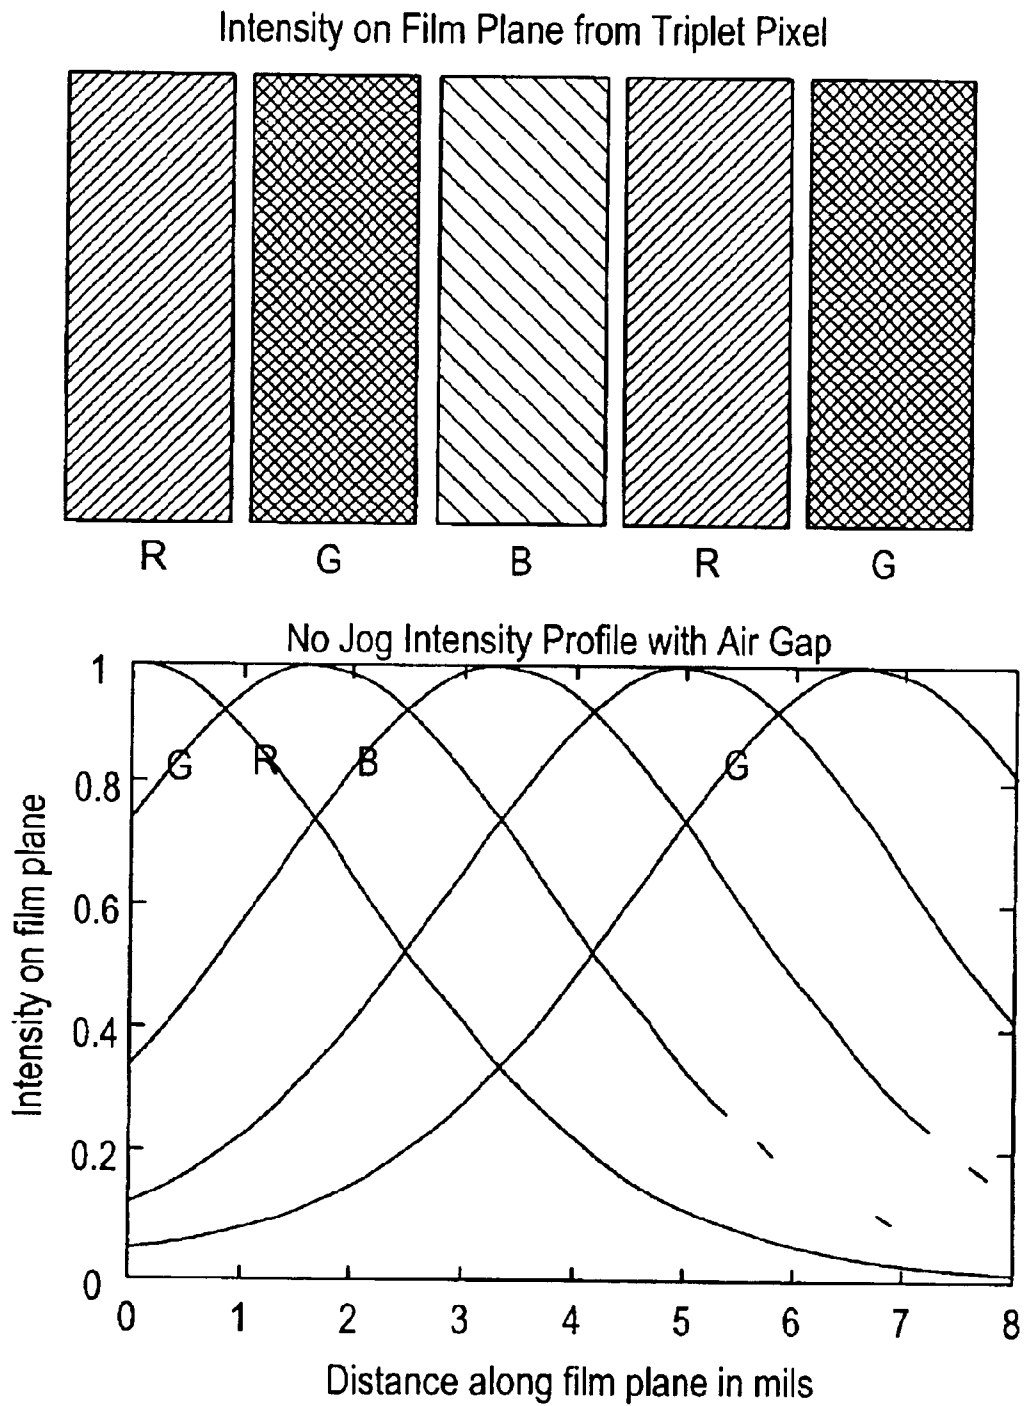 Intensity on Film Plane from Triplet Pixel
R G B R G
No Jog Intensity Profile with Air Gap
1
0.8
0.6
0.4
0.2
0
G R B G
Intensity on film plane
0 1 2 3 4 5 6 7 8
Distance along film plane in mils